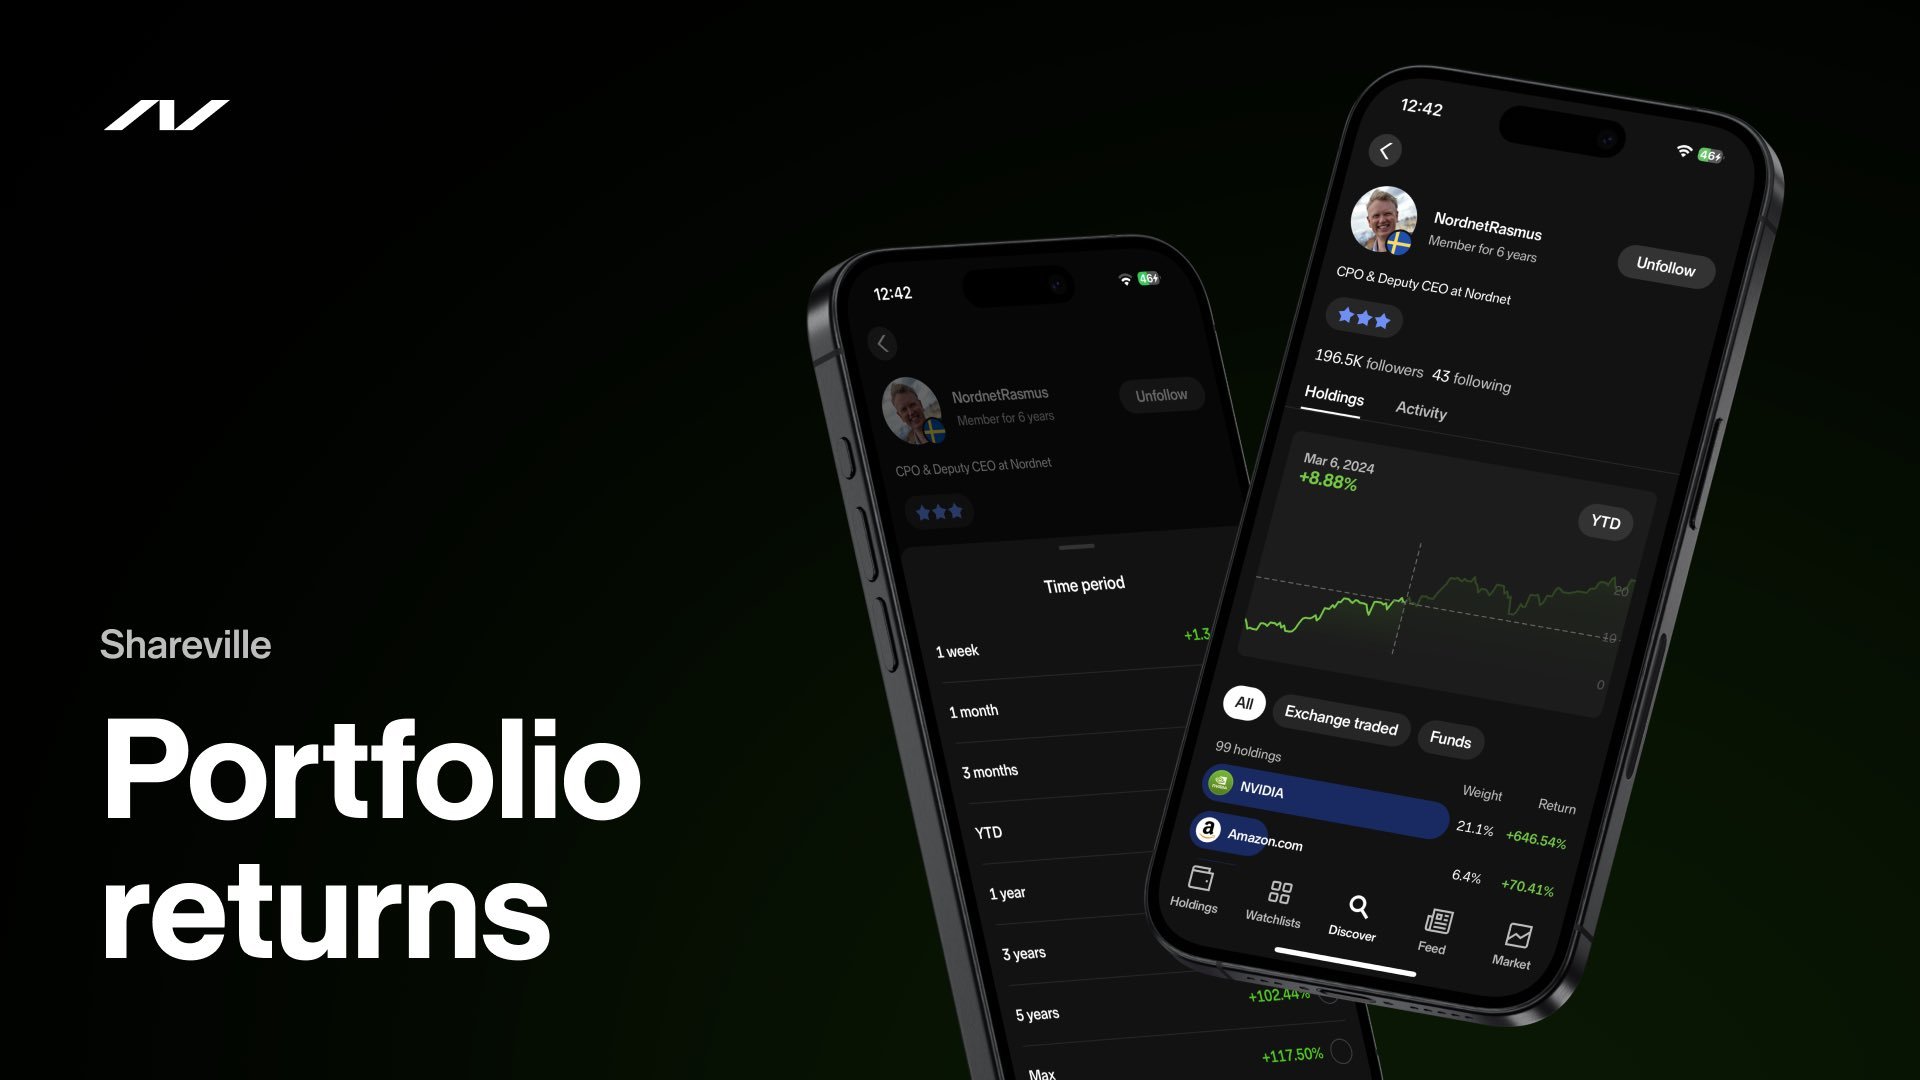 Shareville
Portfolio
returns
12:42
46
NordnetRasmus
Member for 6 years
Unfollow
CPO & Deputy CEO at Nordnet
Time period
1 week
+1.3
1 month
3 months
YTD
1 year
3 years
5 years
+102.44%
Max
+117.50%
12:42
46
NordnetRasmus
Member for 6 years
Unfollow
CPO & Deputy CEO at Nordnet
196.5K followers 43 following
Holdings Activity
Mar 6, 2024
+8.88%
YTD
20
10
0
All Exchange traded Funds
99 holdings Weight Return
NVIDIA 21.1% +646.54%
Amazon.com 6.4% +70.41%
Holdings Watchlists Discover Feed Market